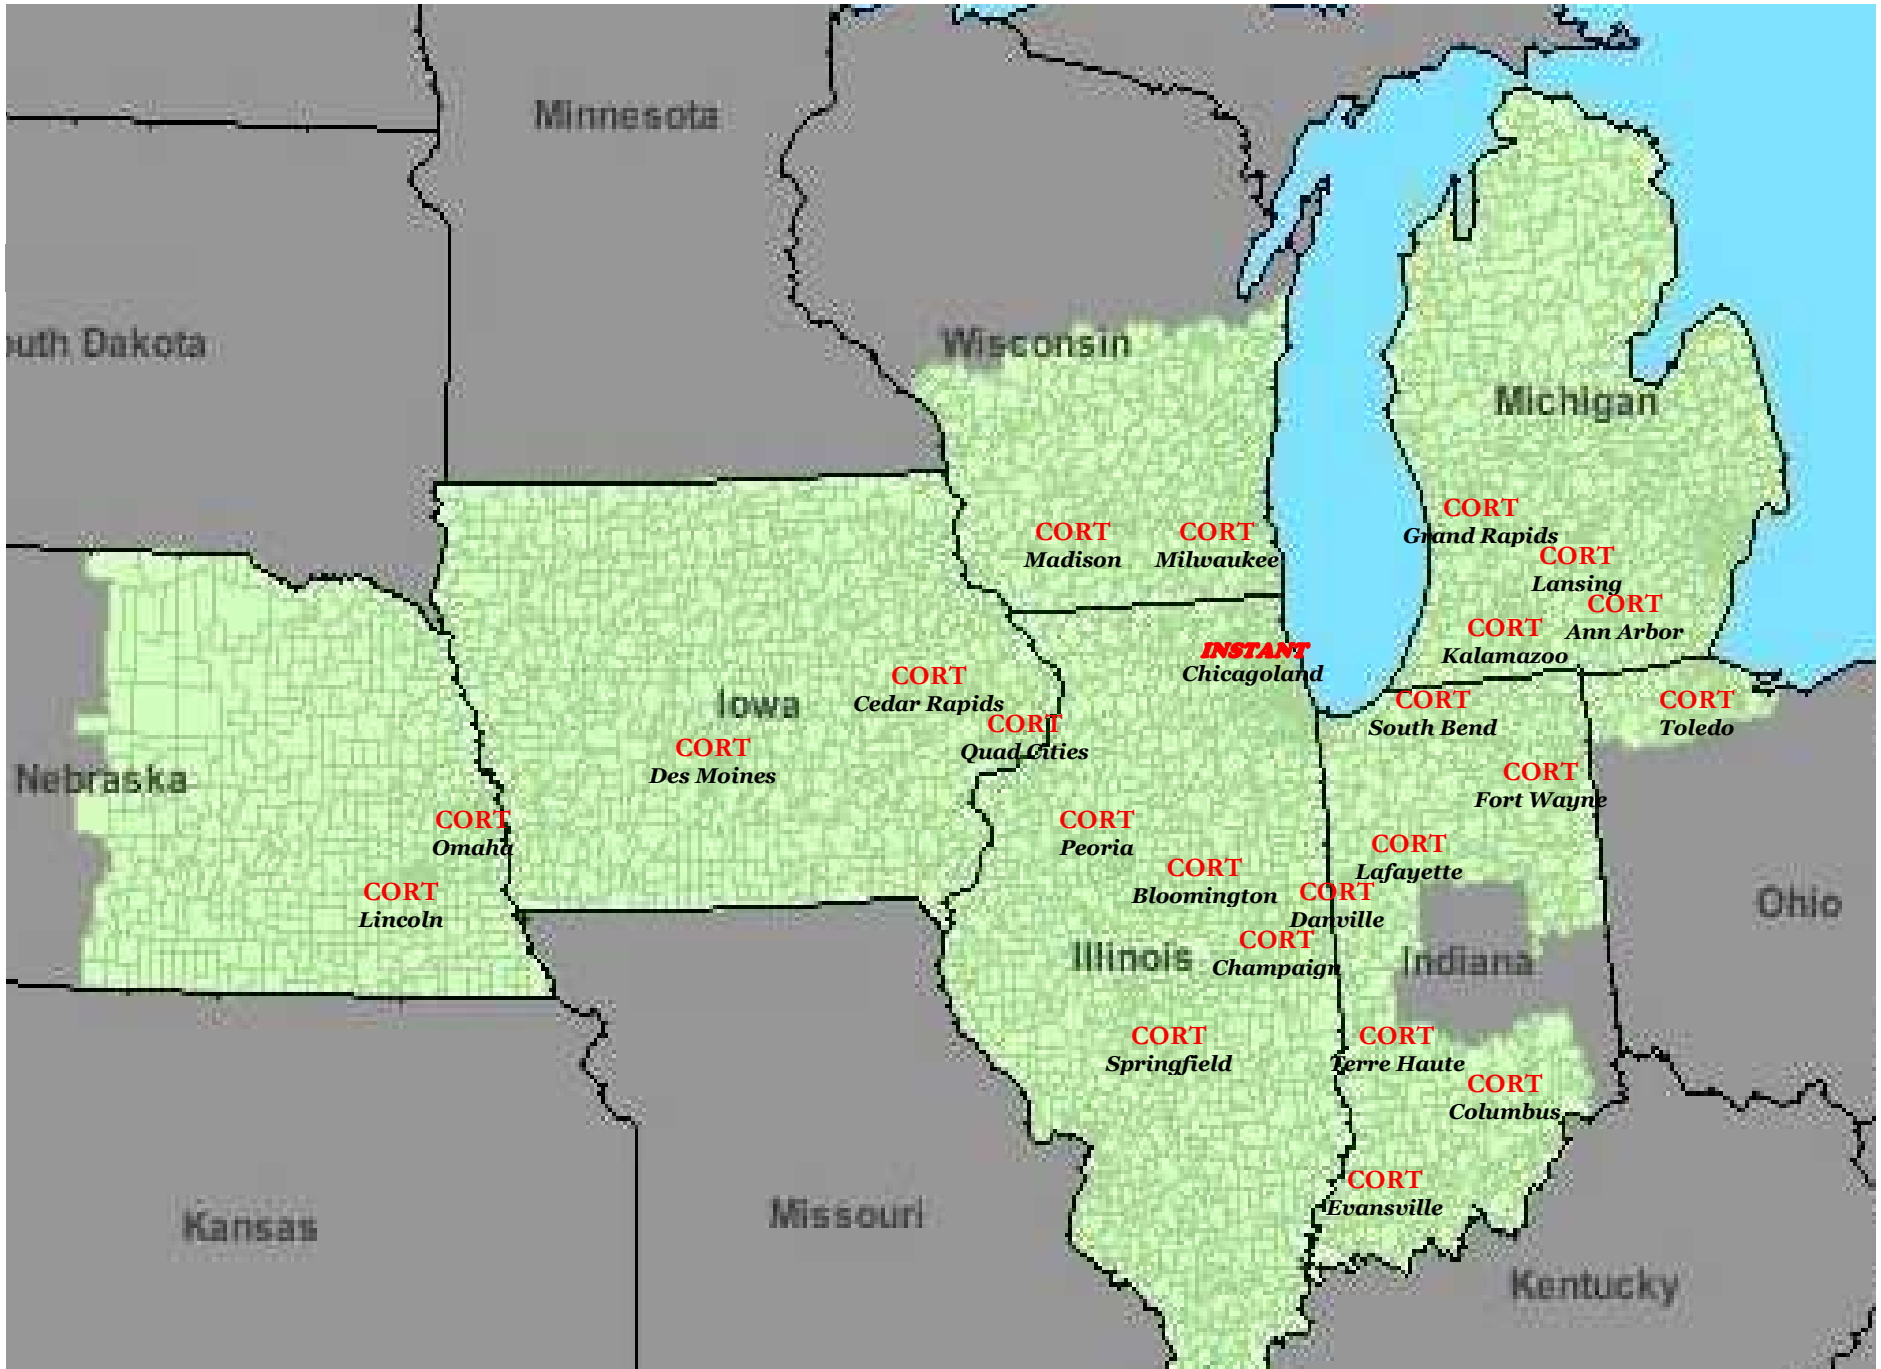 Minnesota
outh Dakota
Wisconsin
Michigan
CORT
Grand Rapids
CORT
Madison
CORT
Milwaukee
CORT
Lansing
CORT
Ann Arbor
CORT
Kalamazoo
INSTANT
Chicagoland
CORT
Cedar Rapids
Iowa
CORT
Quad Cities
CORT
South Bend
CORT
Toledo
CORT
Des Moines
Nebraska
CORT
Fort Wayne
CORT
Omaha
CORT
Peoria
CORT
Lafayette
CORT
Bloomington
CORT
Lincoln
CORT
Danville
Ohio
CORT
Champaign
Illinois
Indiana
CORT
Springfield
CORT
Terre Haute
CORT
Columbus
CORT
Evansville
Kansas
Missouri
Kentucky